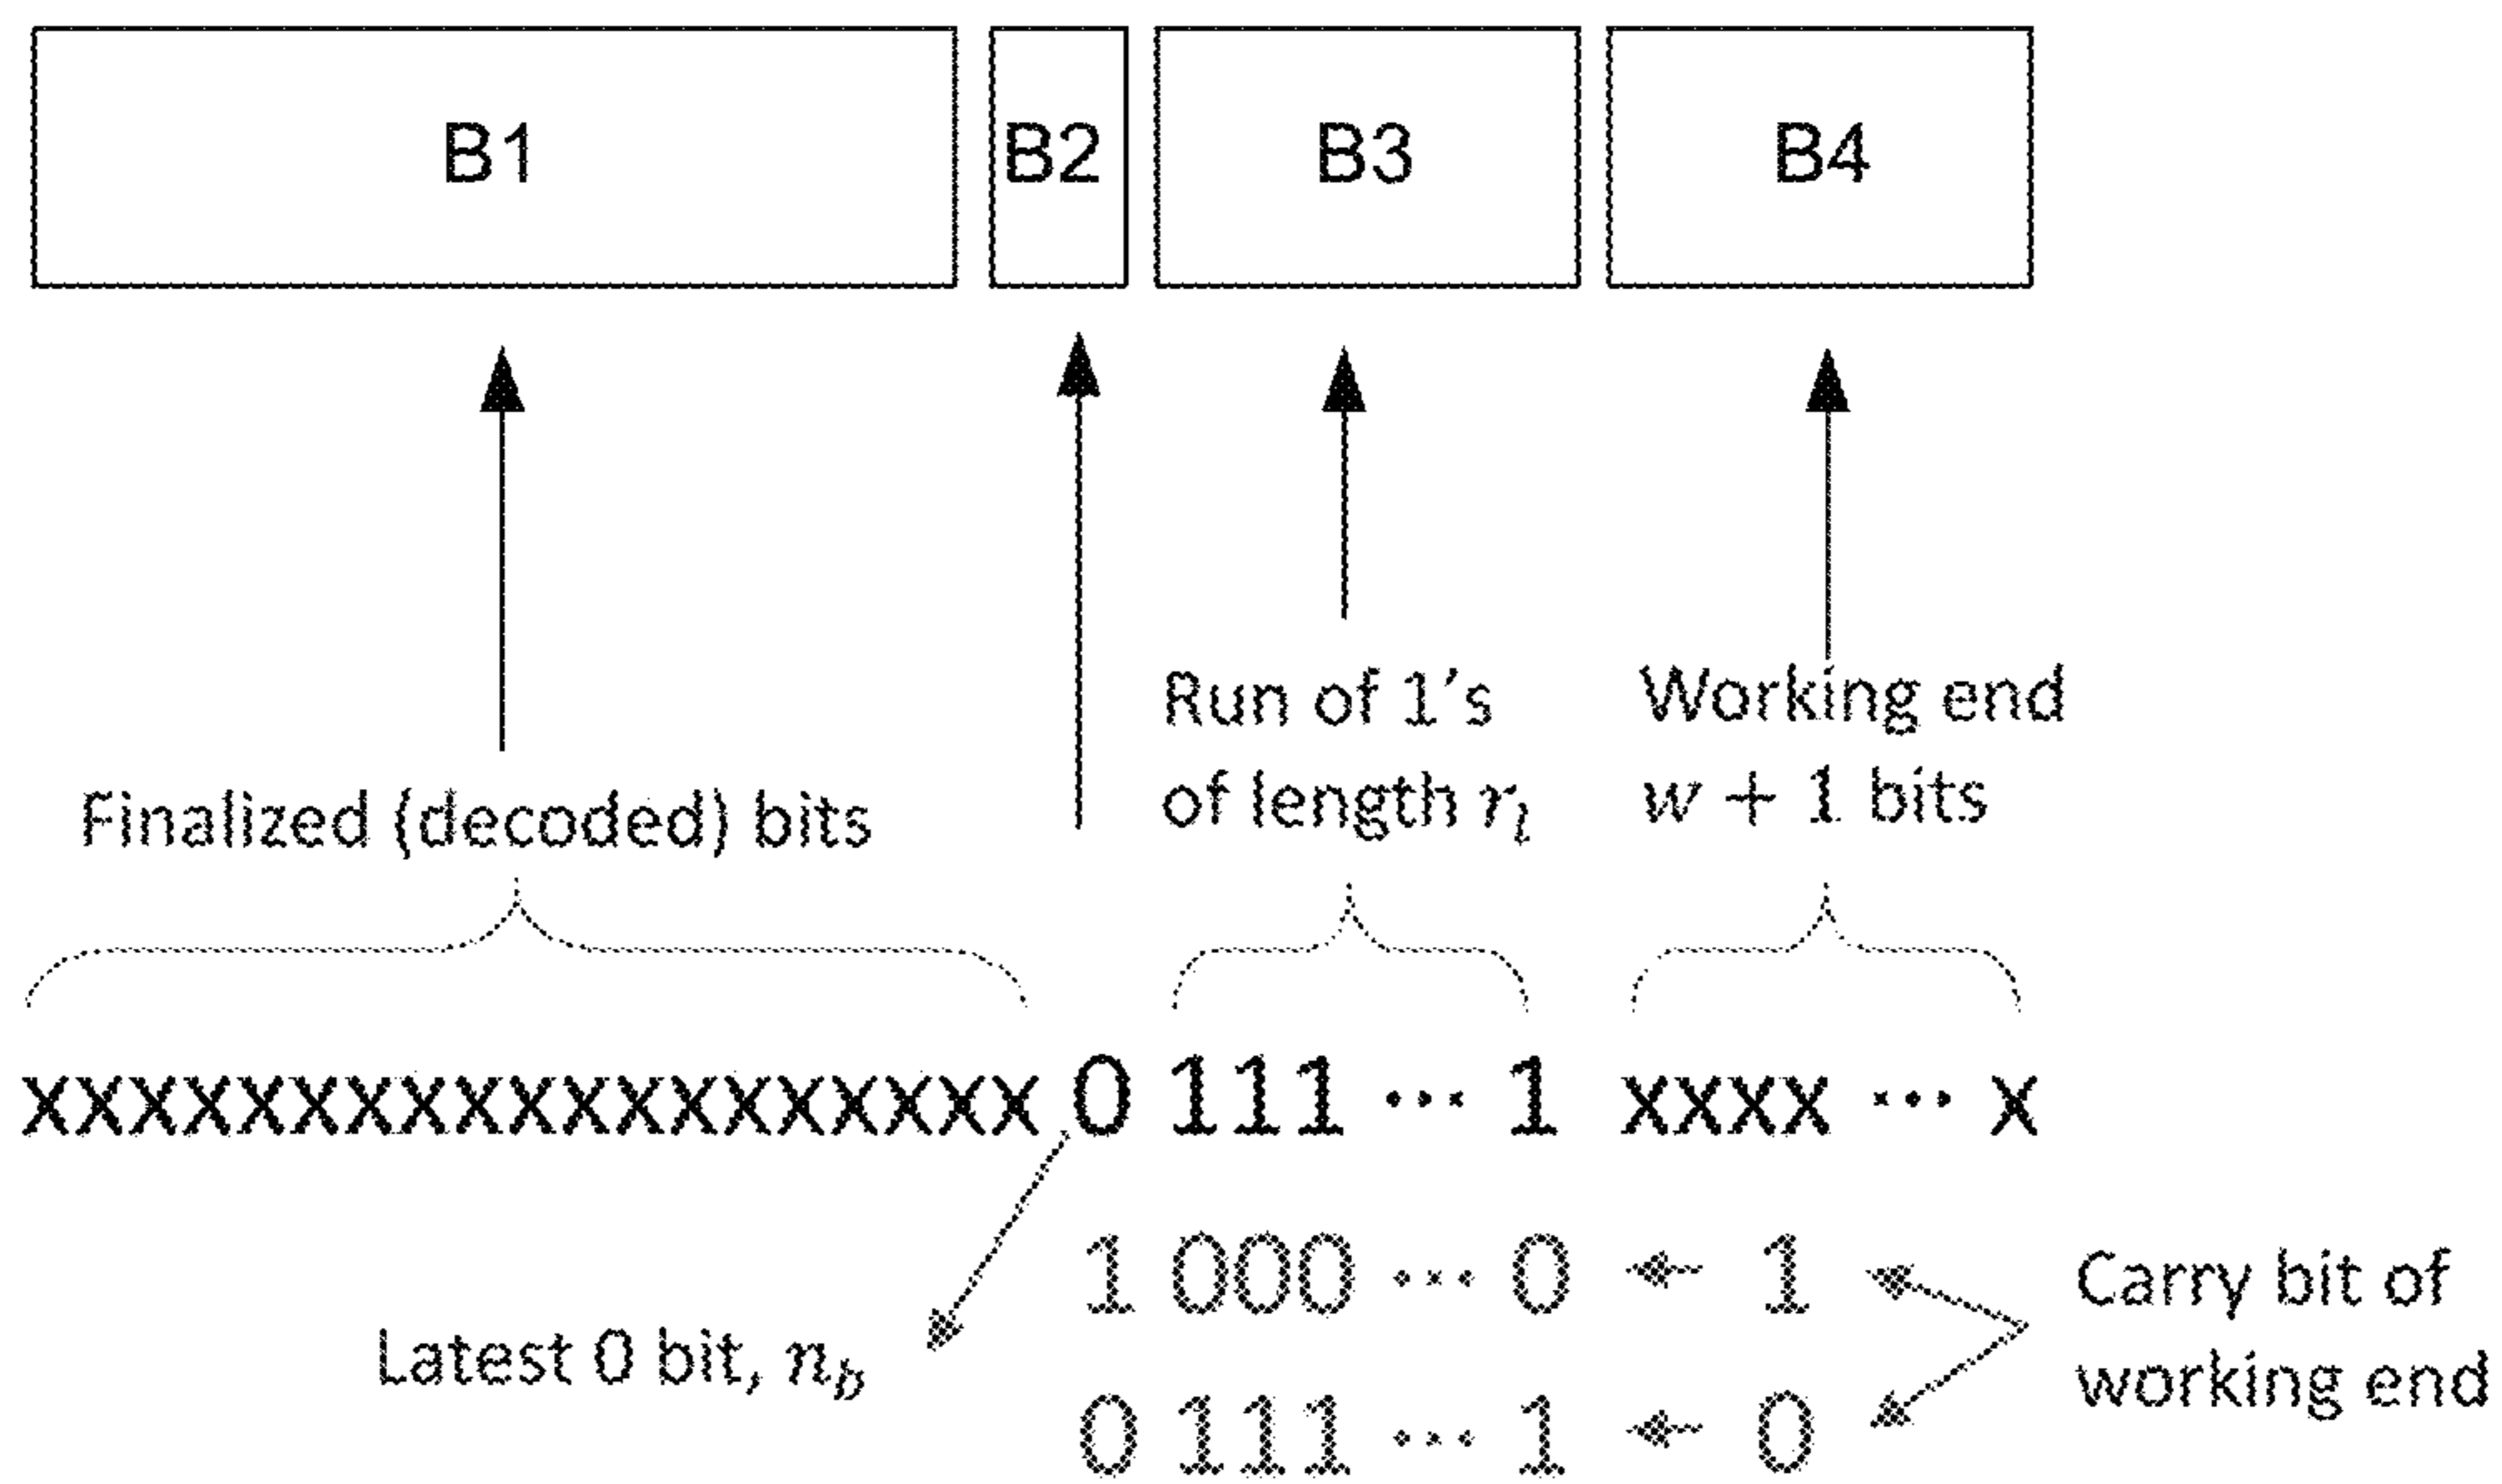 B1 B2 B3 B4
Run of 1's
of length r_l
Working end
w + 1 bits
Finalized (decoded) bits
xxxxxxxxxxxxxxxxxxx 0 111 ··· 1 xxxx ··· x
1 000 ··· 0 ← 1
Carry bit of
working end
Latest 0 bit, n_b
0 111 ··· 1 ← 0